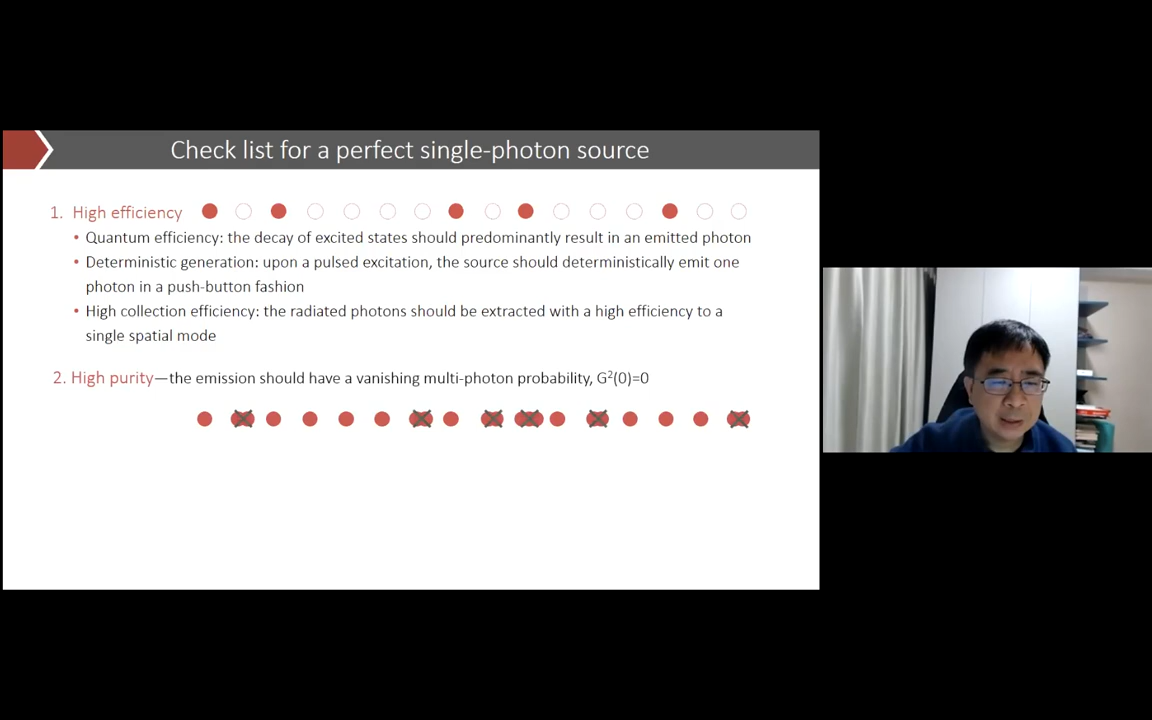 Check list for a perfect single-photon source
1. High efficiency
• Quantum efficiency: the decay of excited states should predominantly result in an emitted photon
• Deterministic generation: upon a pulsed excitation, the source should deterministically emit one
photon in a push-button fashion
• High collection efficiency: the radiated photons should be extracted with a high efficiency to a
single spatial mode
2. High purity—the emission should have a vanishing multi-photon probability, G²(0)=0